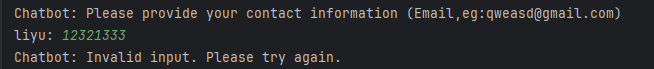 Chatbot: Please provide your contact information (Email,eg:qweasd@gmail.com)
liyu: 12321333
Chatbot: Invalid input. Please try again.